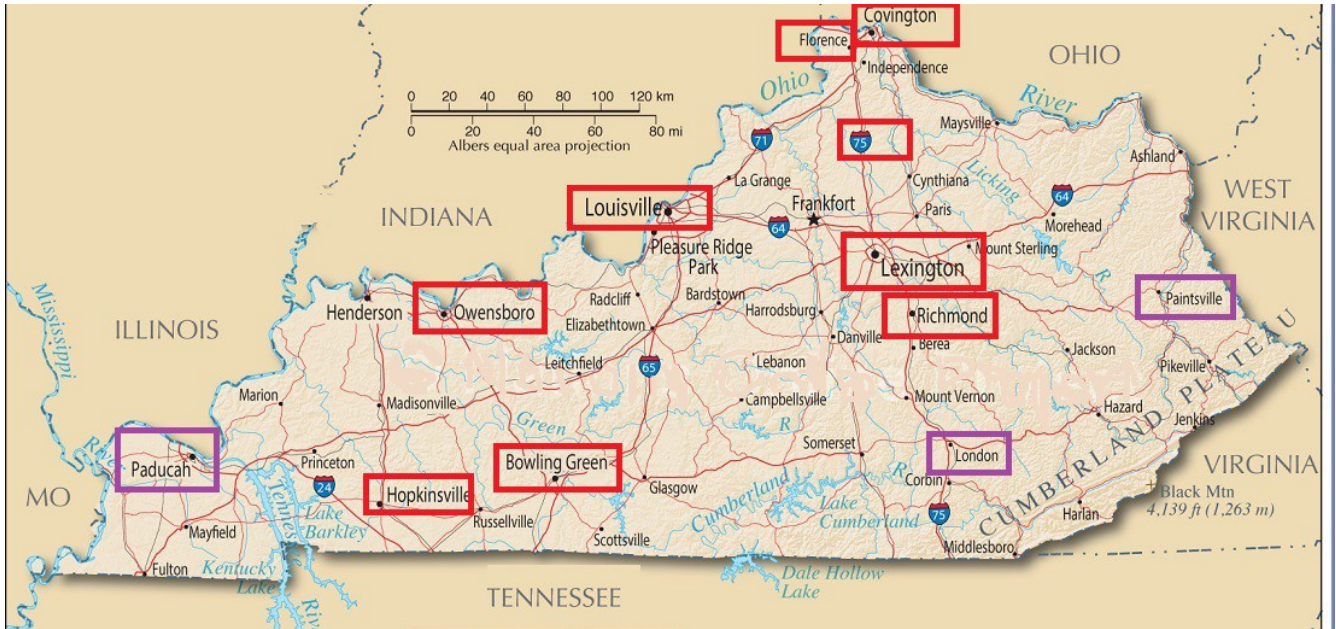 Covington
Florence
OHIO
Independence
Ohio
River
0 20 40 60 80 100 120 km
0 20 40 60 80 mi
Albers equal area projection
71
75
Maysville
Ashland
La Grange
Cynthiana
Licking
64
WEST
VIRGINIA
INDIANA
Louisville
Frankfort
Paris
Morehead
64
Pleasure Ridge
Park
Mount Sterling
Lexington
R
Mississippi
ILLINOIS
Henderson
Owensboro
Radcliff
Bardstown
Harrodsburg
Richmond
Paintsville
Elizabethtown
Danville
Berea
Jackson
Pikeville
65
Leitchfield
Lebanon
Marion
Madisonville
Campbellsville
Mount Vernon
Hazard
Jenkins
CUMBERLAND PLATEAU
Green
R
Somerset
London
River
Paducah
Princeton
Bowling Green
Glasgow
Corbin
R
VIRGINIA
MO
24
Hopkinsville
Cumberland
Lake
Cumberland
75
Harlan
Black Mtn
4,139 ft (1,263 m)
Tennes
Lake
Barkley
Russellville
Mayfield
Scottsville
Middlesboro
Fulton
Kentucky
Lake
Dale Hollow
Lake
TENNESSEE